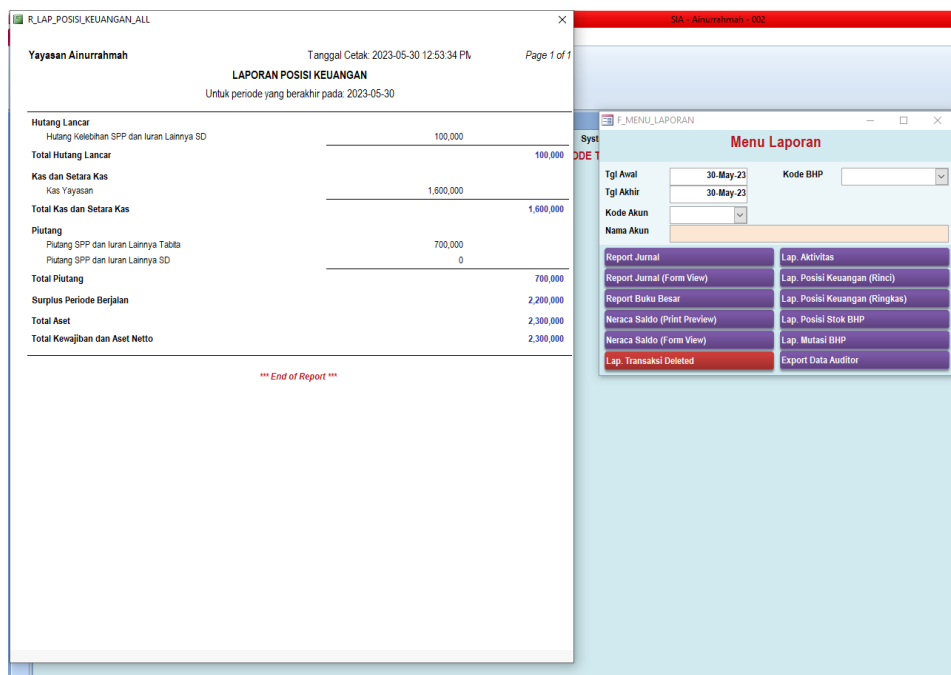 R_LAP_POSISI_KEUANGAN_ALL
SIA - Ainurrahmah - 002
Yayasan Ainurrahmah Tanggal Cetak: 2023-05-30 12:53:34 Page 1 of 1
LAPORAN POSISI KEUANGAN
Untuk periode yang berakhir pada: 2023-05-30
Hutang Lancar
Hutang Kelebihan SPP dan Iuran Lainnya SD 100,000
Total Hutang Lancar 100,000
Kas dan Setara Kas
Kas Yayasan 1,600,000
Total Kas dan Setara Kas 1,600,000
Piutang
Piutang SPP dan Iuran Lainnya Tabita 700,000
Piutang SPP dan Iuran Lainnya SD 0
Total Piutang 700,000
Surplus Periode Berjalan 2,200,000
Total Aset 2,300,000
Total Kewajiban dan Aset Netto 2,300,000
*** End of Report ***
Syst
ODE T
F_MENU_LAPORAN
Menu Laporan
Tgl Awal 30-May-23 Kode BHP
Tgl Akhir 30-May-23
Kode Akun
Nama Akun
Report Jurnal Lap. Aktivitas
Report Jurnal (Form View) Lap. Posisi Keuangan (Rinci)
Report Buku Besar Lap. Posisi Keuangan (Ringkas)
Neraca Saldo (Print Preview) Lap. Posisi Stok BHP
Neraca Saldo (Form View) Lap. Mutasi BHP
Lap. Transaksi Deleted Export Data Auditor